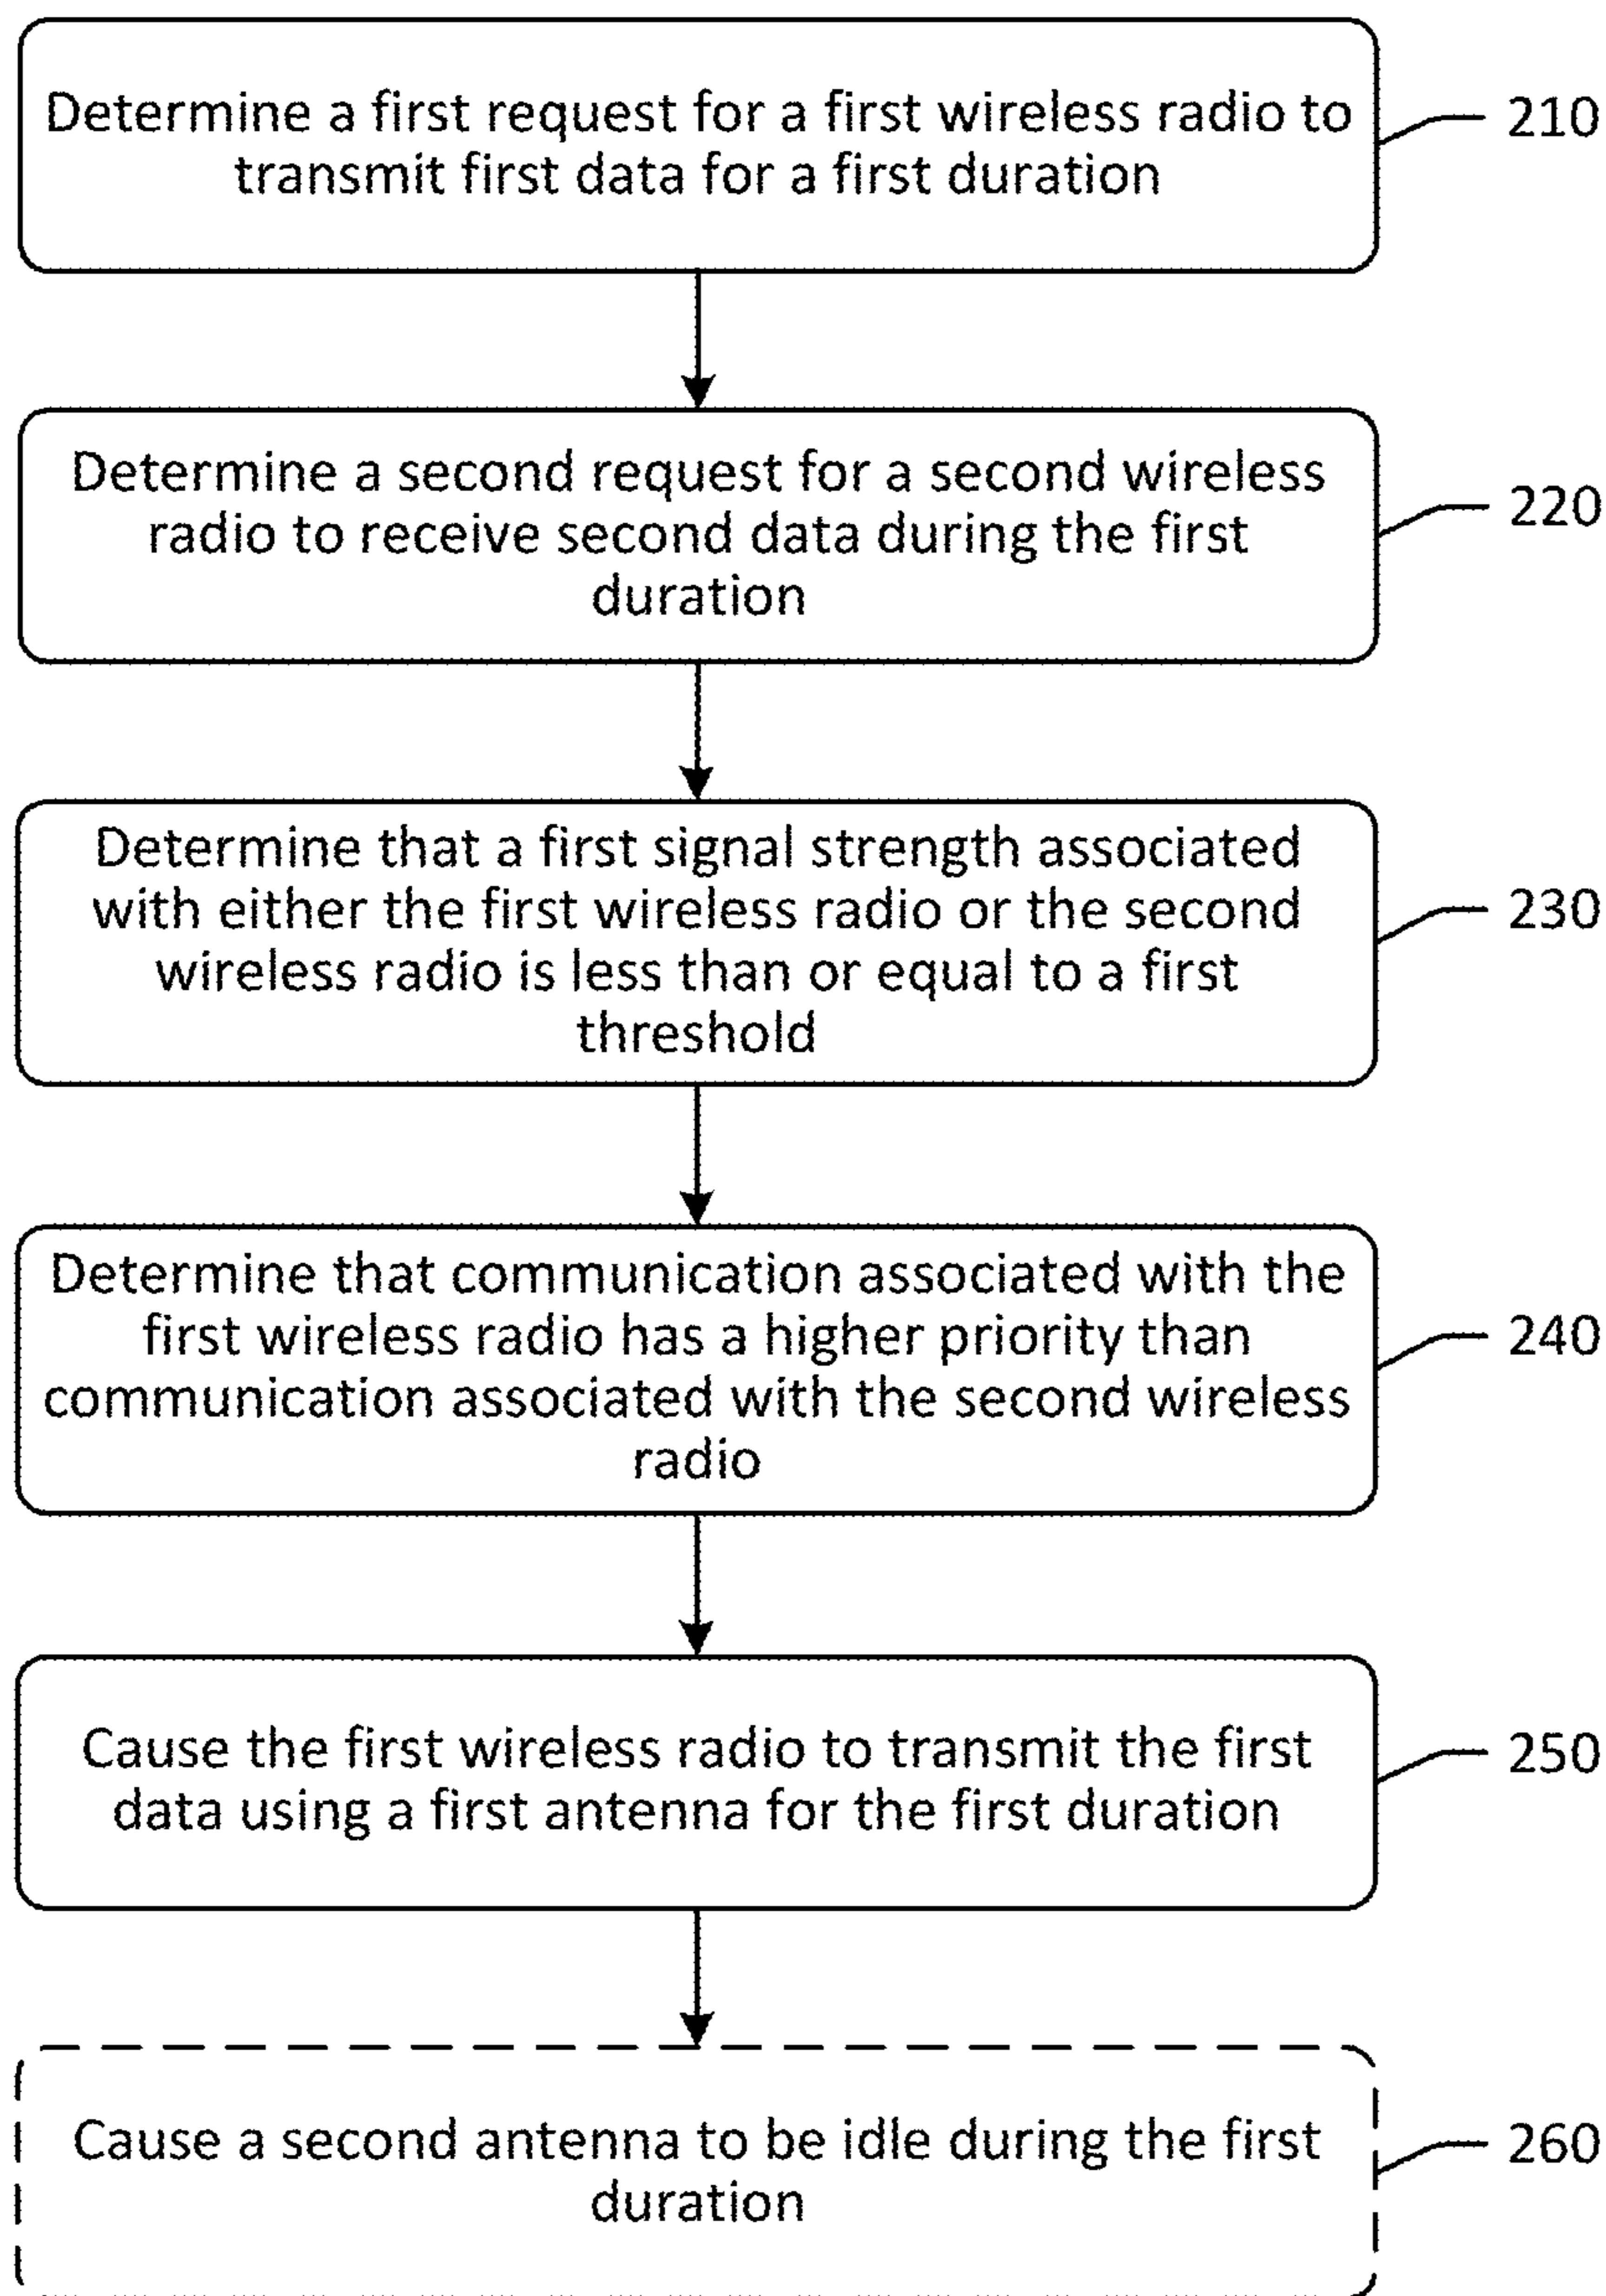 Determine a first request for a first wireless radio to
transmit first data for a first duration
210
Determine a second request for a second wireless
radio to receive second data during the first
duration
220
Determine that a first signal strength associated
with either the first wireless radio or the second
wireless radio is less than or equal to a first
threshold
230
Determine that communication associated with the
first wireless radio has a higher priority than
communication associated with the second wireless
radio
240
Cause the first wireless radio to transmit the first
data using a first antenna for the first duration
250
Cause a second antenna to be idle during the first
duration
260